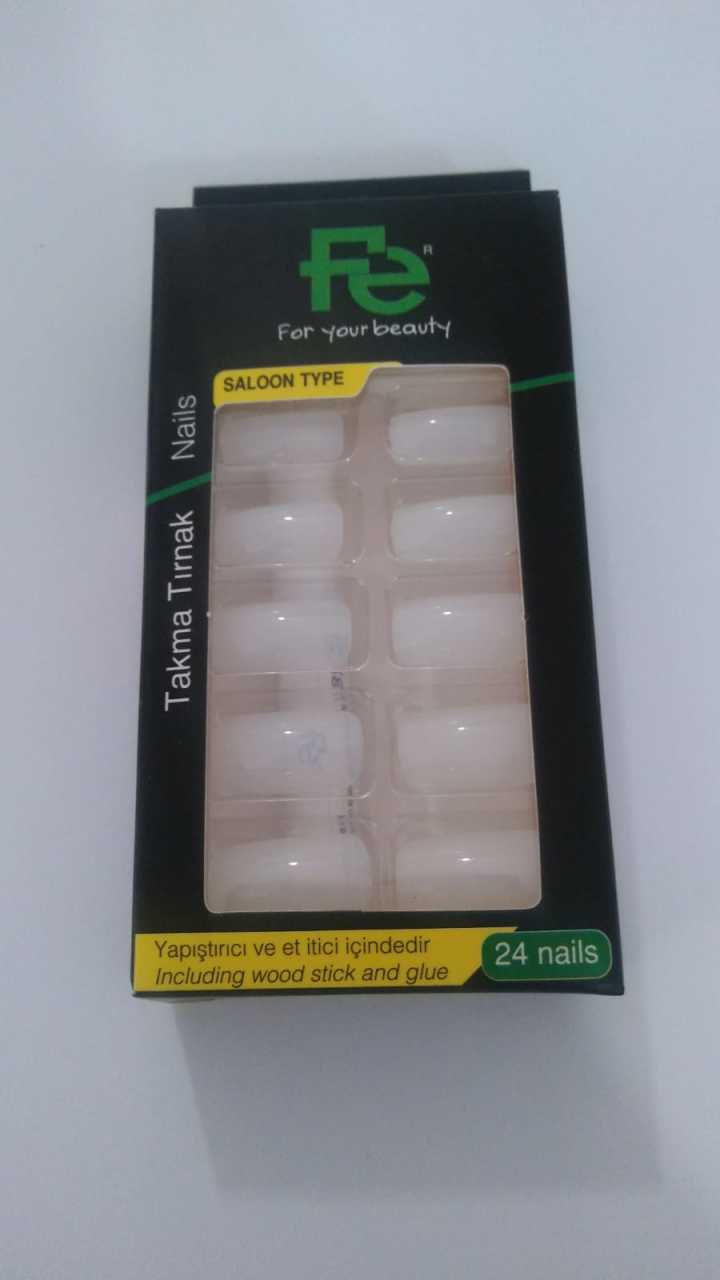 Fe
R
For your beauty
SALOON TYPE
Takma Tırnak Nails
Yapıştırıcı ve et itici içindedir
Including wood stick and glue
24 nails